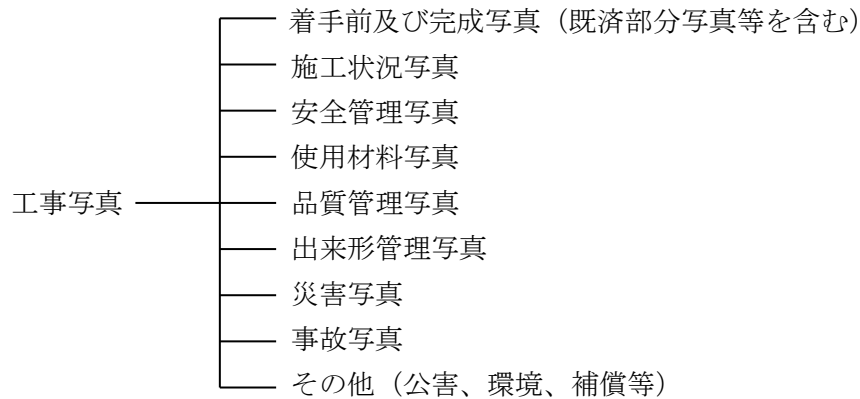 着手前及び完成写真（既済部分写真等を含む）
施工状況写真
安全管理写真
使用材料写真
工事写真
品質管理写真
出来形管理写真
災害写真
事故写真
その他（公害、環境、補償等）